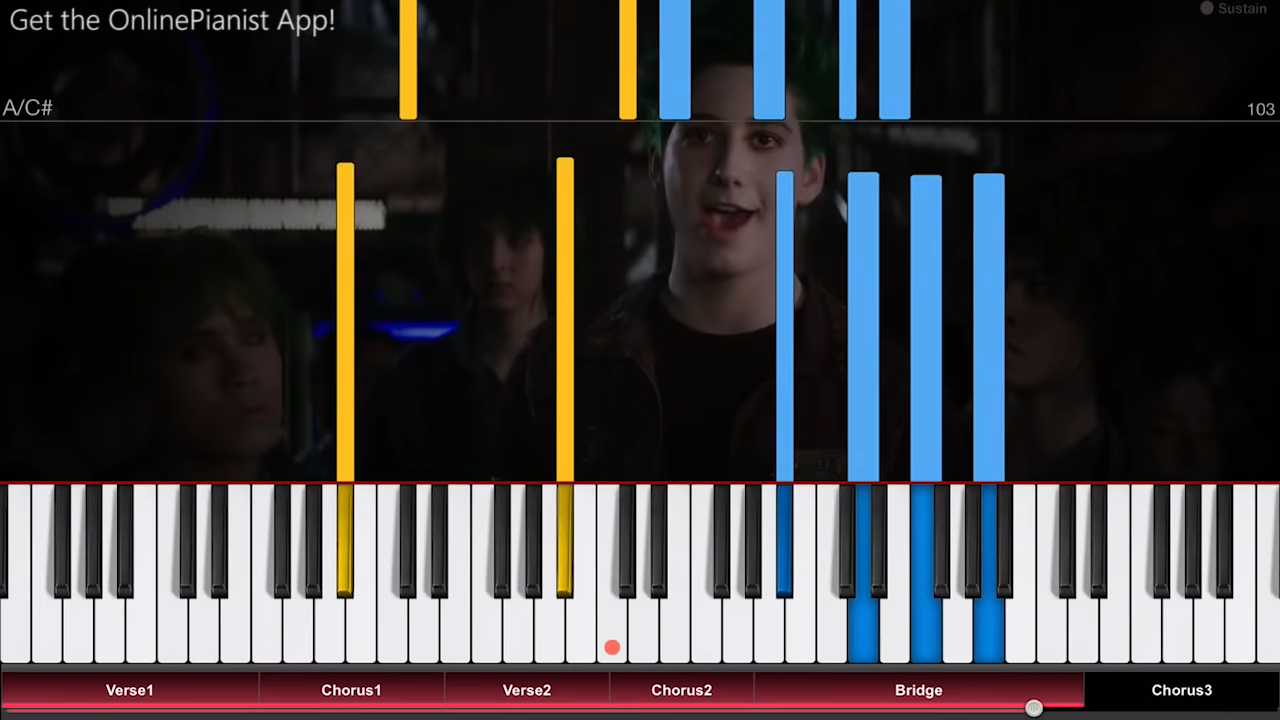 Get the OnlinePianist App!
Sustain
A/C#
103
Verse1
Chorus1
Verse2
Chorus2
Bridge
Chorus3